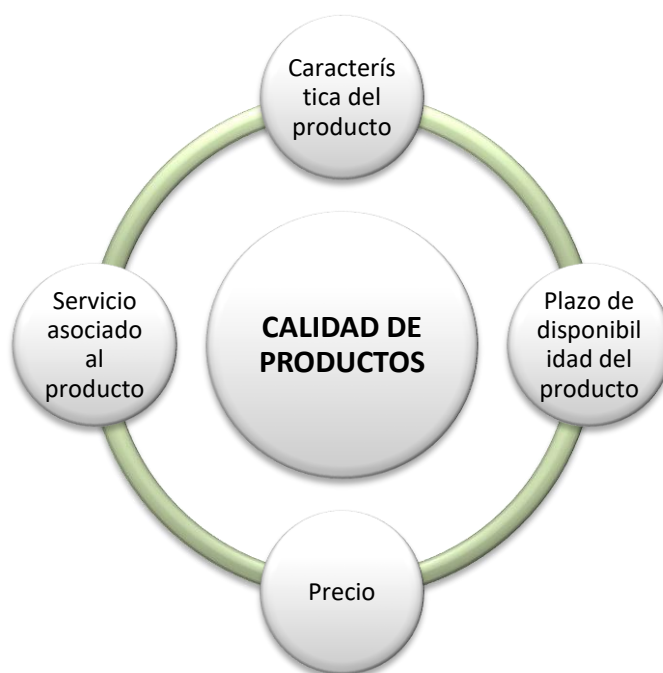 Caracterís
tica del
producto
Servicio
asociado
al
producto
CALIDAD DE
PRODUCTOS
Plazo de
disponibil
idad del
producto
Precio